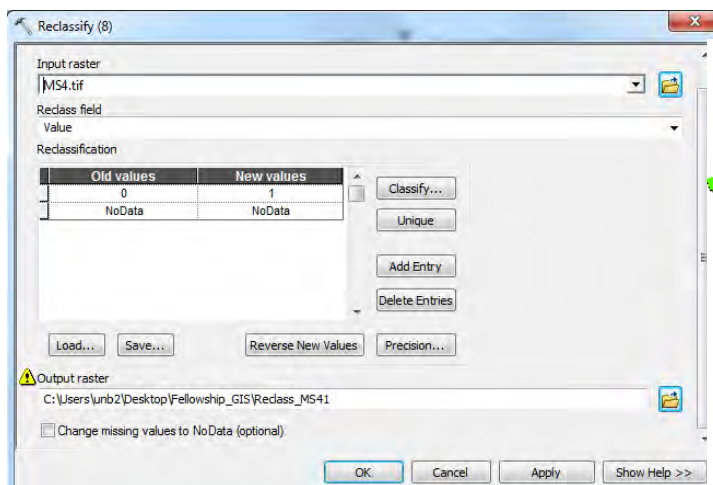 Reclassify (8)
Input raster
MS4.tif
Reclass field
Value
Reclassification
Old values New values
0 1
NoData NoData
Classify...
Unique
Add Entry
Delete Entries
Load... Save... Reverse New Values Precision...
Output raster
C:\Users\unb2\Desktop\Fellowship_GIS\Reclass_MS41
Change missing values to NoData (optional)
OK Cancel Apply Show Help >>